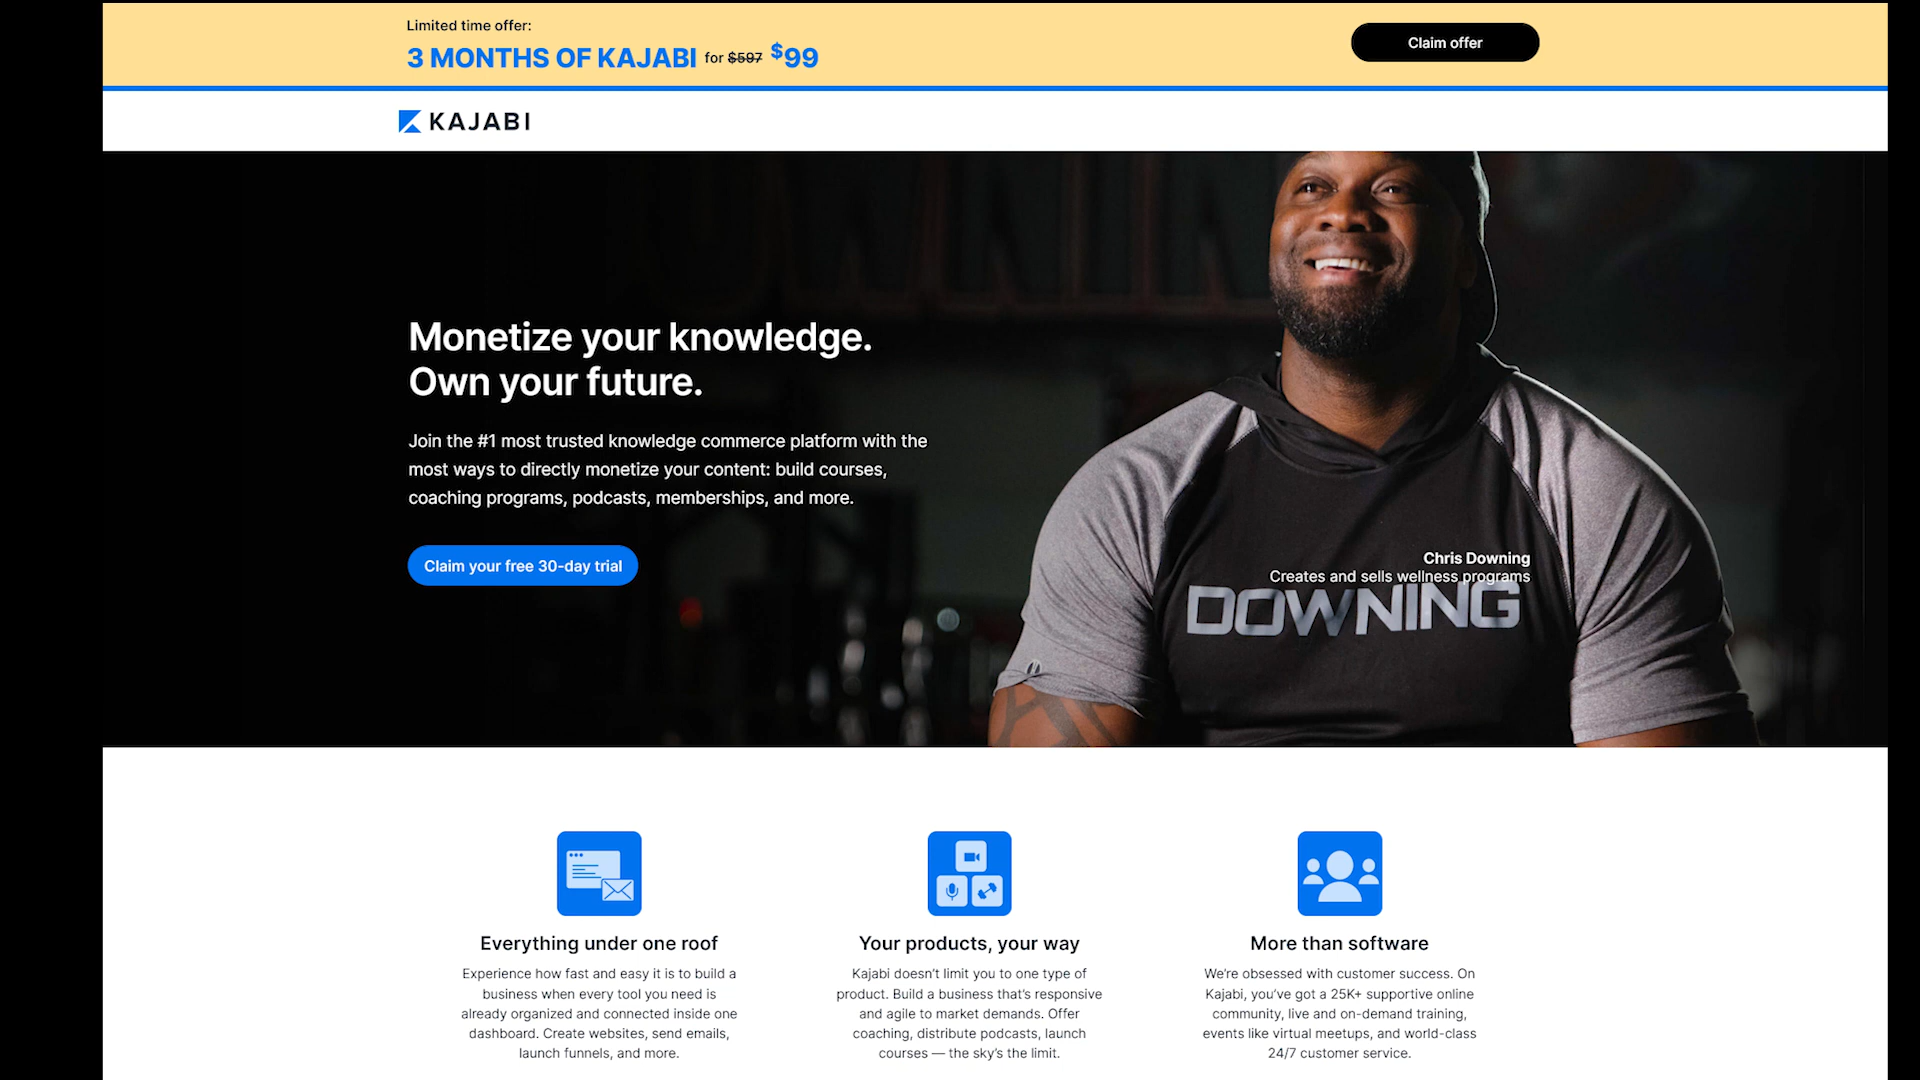 Limited time offer:
3 MONTHS OF KAJABI for $597 $99
Claim offer
KAJABI
Monetize your knowledge.
Own your future.
Join the #1 most trusted knowledge commerce platform with the
most ways to directly monetize your content: build courses,
coaching programs, podcasts, memberships, and more.
Claim your free 30-day trial
Chris Downing
Creates and sells wellness programs
DOWNING
Everything under one roof
Experience how fast and easy it is to build a
business when every tool you need is
already organized and connected inside one
dashboard. Create websites, send emails,
launch funnels, and more.
Your products, your way
Kajabi doesn’t limit you to one type of
product. Build a business that’s responsive
and agile to market demands. Offer
coaching, distribute podcasts, launch
courses — the sky’s the limit.
More than software
We’re obsessed with customer success. On
Kajabi, you’ve got a 25K+ supportive online
community, live and on-demand training,
events like virtual meetups, and world-class
24/7 customer service.